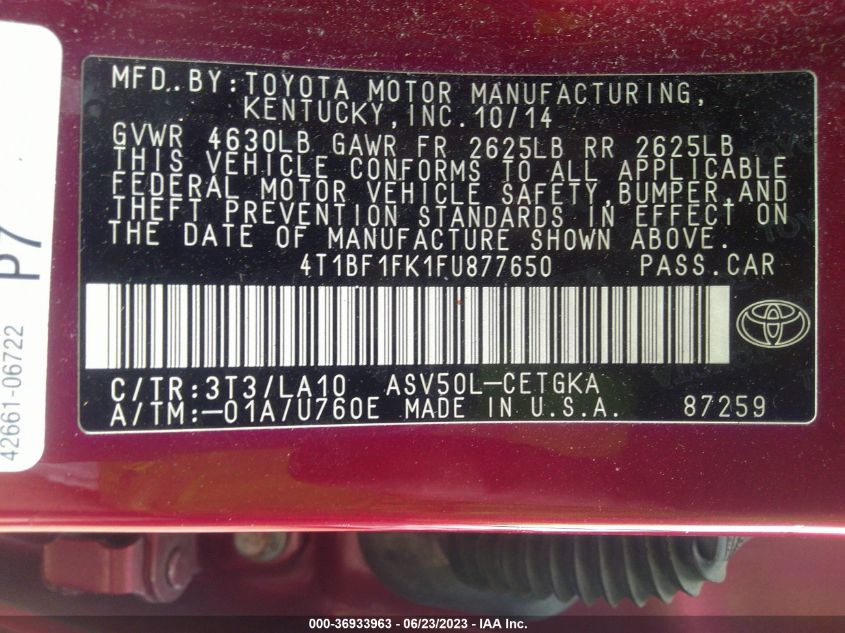 MFD. BY: TOYOTA MOTOR MANUFACTURING,
KENTUCKY, INC. 10/14
GVWR 4630LB GAWR FR 2625LB RR 2625LB
THIS VEHICLE CONFORMS TO ALL APPLICABLE
FEDERAL MOTOR VEHICLE SAFETY, BUMPER, AND
THEFT PREVENTION STANDARDS IN EFFECT ON
THE DATE OF MANUFACTURE SHOWN ABOVE.
4T1BF1FK1FU877650 PASS. CAR
C/TR: 3T3/LA10 ASV50L-CETGKA
A/TM: -01A/U760E MADE IN U.S.A. 87259
P7
42661-06722
000-36933963 / 06/23/2023 - IAA Inc.